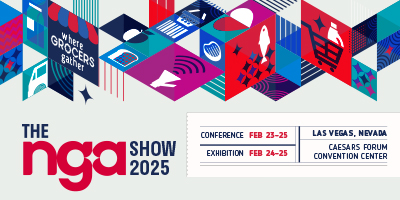 where
GROCERS
gather
THE
nga SHOW
2025
CONFERENCE FEB 23–25
EXHIBITION FEB 24–25
LAS VEGAS, NEVADA
CAESARS FORUM
CONVENTION CENTER